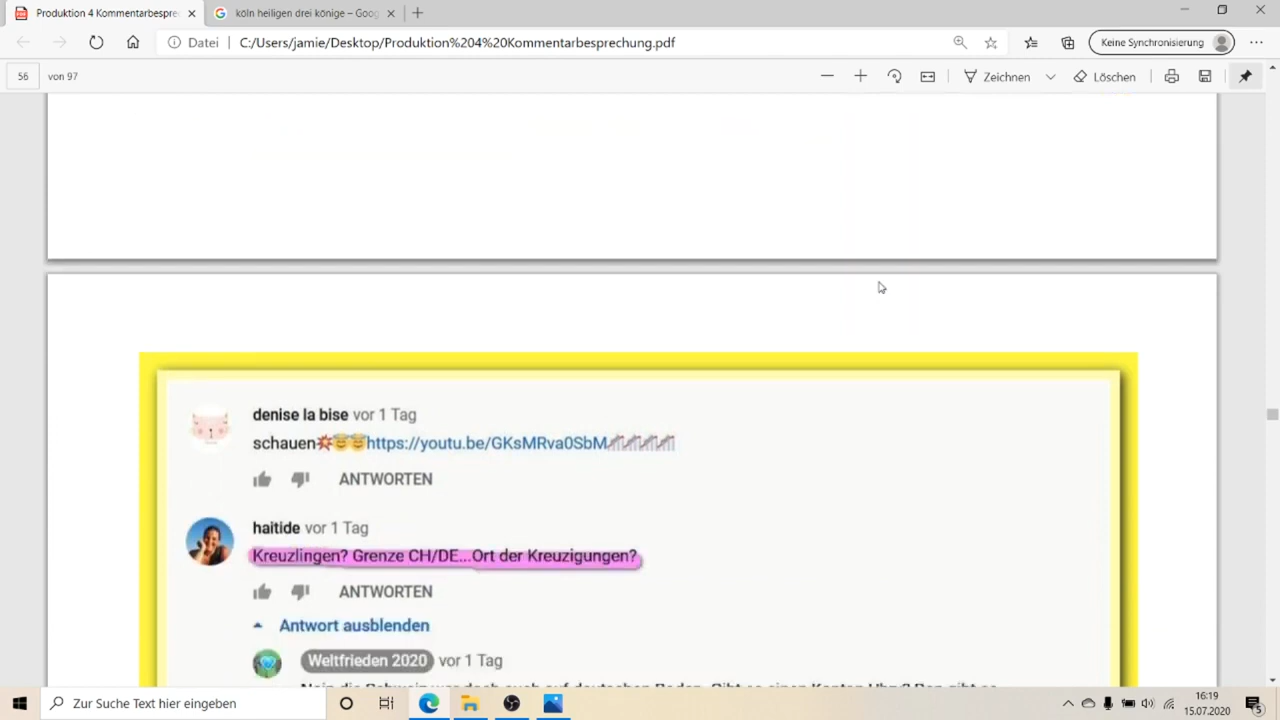 Produktion 4 Kommentarbespre
köln heiligen drei könige – Goog
Datei C:/Users/jamie/Desktop/Produktion%204%20Kommentarbesprechung.pdf
Keine Synchronisierung
56 von 97
Zeichnen
Löschen
denise la bise vor 1 Tag
schauen💥😇😇https://youtu.be/GKsMRva0SbM🎢🎢🎢🎢
ANTWORTEN
haitide vor 1 Tag
Kreuzlingen? Grenze CH/DE...Ort der Kreuzigungen?
ANTWORTEN
Antwort ausblenden
Weltfrieden 2020 vor 1 Tag
Zur Suche Text hier eingeben
16:19
15.07.2020
5